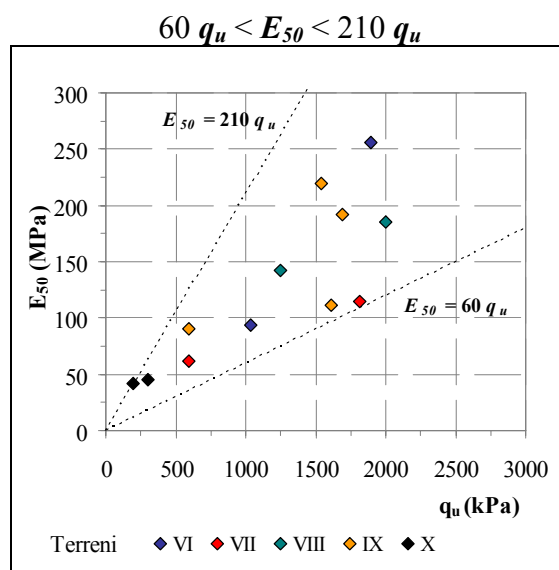 60 q_u < E_50 < 210 q_u
300
E_50 = 210 q_u
250
200
150
E_50 (MPa)
100
E_50 = 60 q_u
50
0
0 500 1000 1500 2000 2500 3000
q_u (kPa)
Terreni VI VII VIII IX X